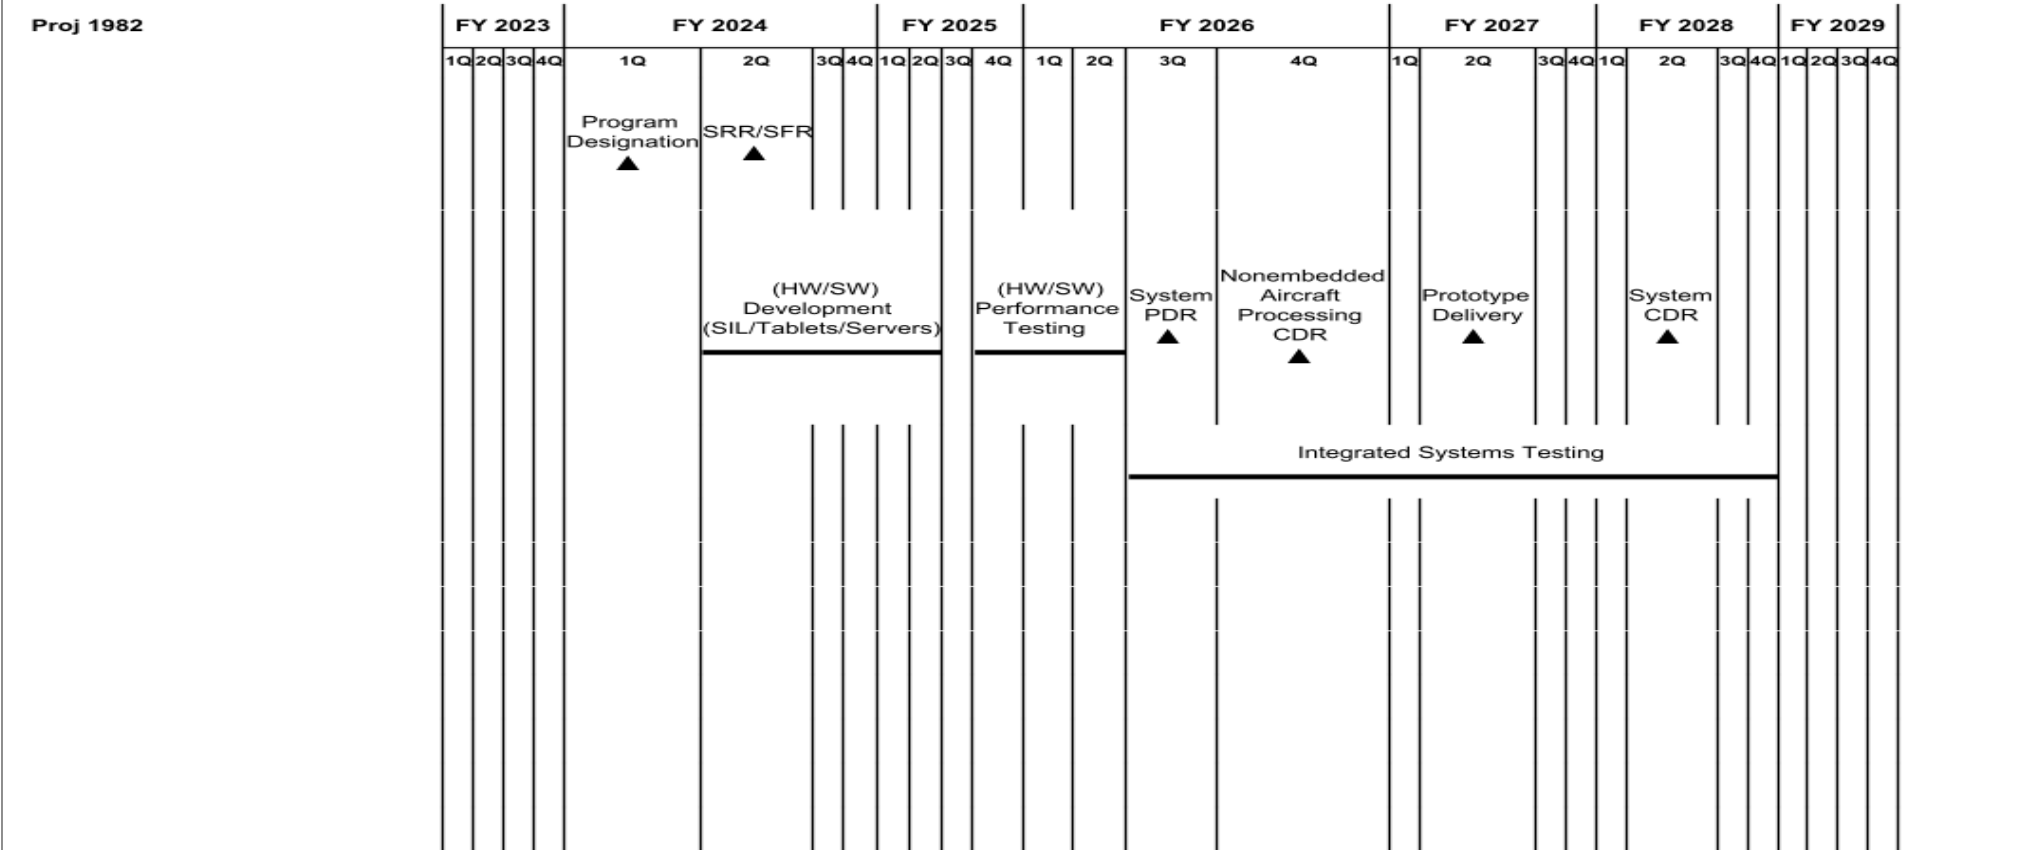 Proj 1982
FY 2023 FY 2024 FY 2025 FY 2026 FY 2027 FY 2028 FY 2029
1Q 2Q 3Q 4Q 1Q 2Q 3Q 4Q 1Q 2Q 3Q 4Q 1Q 2Q 3Q 4Q 1Q 2Q 3Q 4Q 1Q 2Q 3Q 4Q 1Q 2Q 3Q 4Q
Program
Designation
SRR/SFR
(HW/SW)
Development
(SIL/Tablets/Servers)
(HW/SW)
Performance
Testing
System
PDR
Nonembedded
Aircraft
Processing
CDR
Prototype
Delivery
System
CDR
Integrated Systems Testing